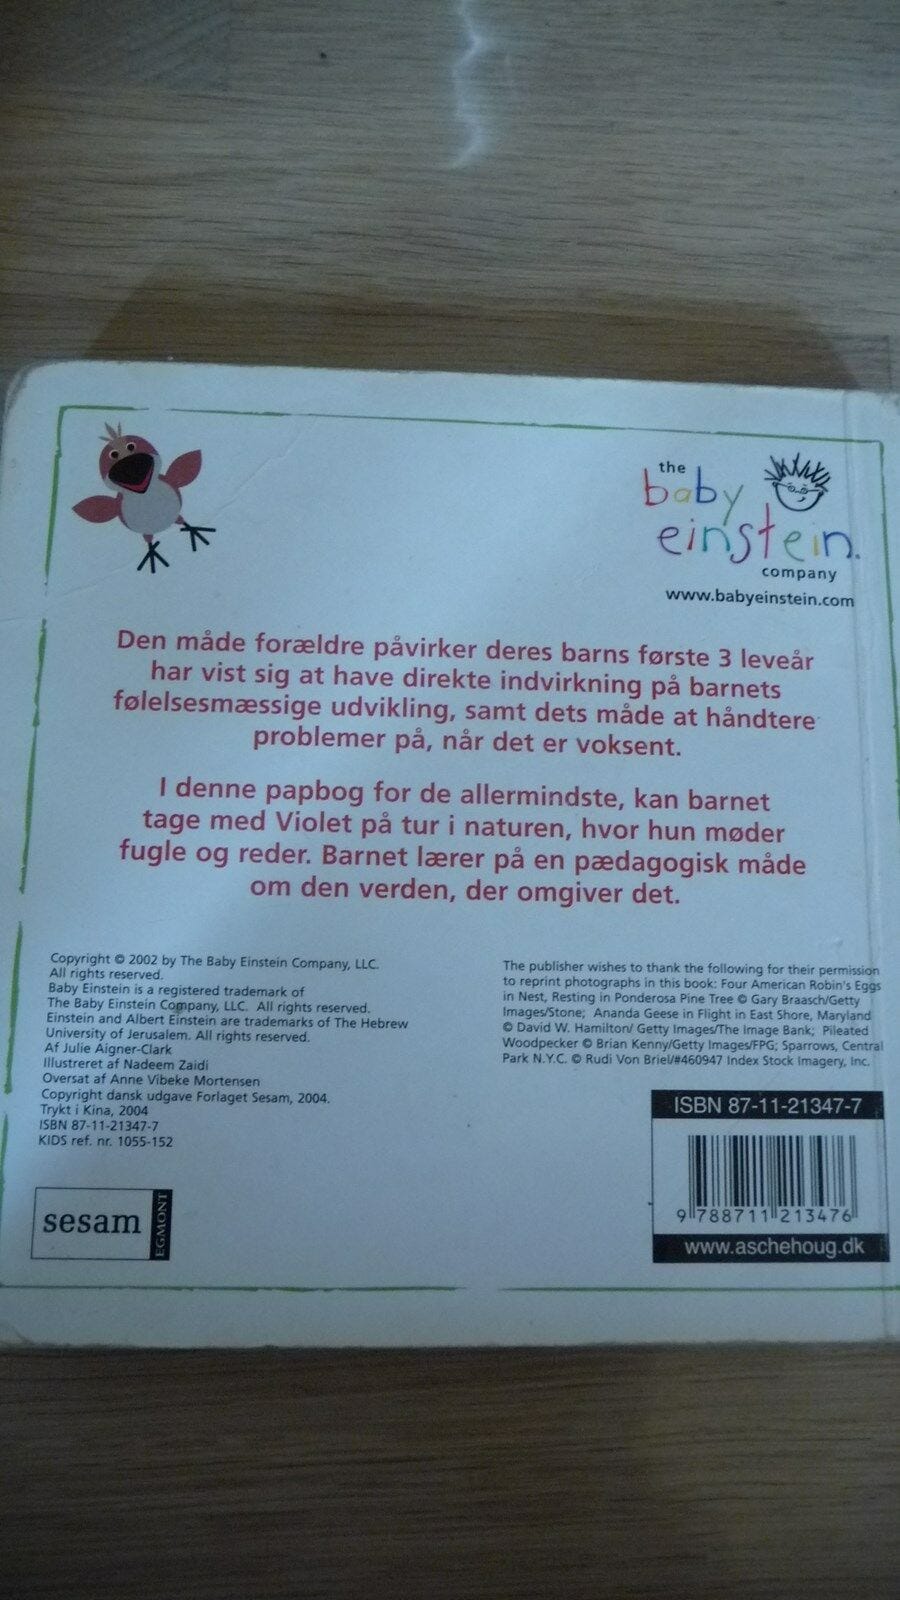 the
baby
einstein.
company
www.babyeinstein.com
Den måde forældre påvirker deres barns første 3 leveår
har vist sig at have direkte indvirkning på barnets
følelsesmæssige udvikling, samt dets måde at håndtere
problemer på, når det er voksent.
I denne papbog for de allermindste, kan barnet
tage med Violet på tur i naturen, hvor hun møder
fugle og reder. Barnet lærer på en pædagogisk måde
om den verden, der omgiver det.
Copyright © 2002 by The Baby Einstein Company, LLC.
All rights reserved.
Baby Einstein is a registered trademark of
The Baby Einstein Company, LLC. All rights reserved.
Einstein and Albert Einstein are trademarks of The Hebrew
University of Jerusalem. All rights reserved.
Af Julie Aigner-Clark
Illustreret af Nadeem Zaidi
Oversat af Anne Vibeke Mortensen
Copyright dansk udgave Forlaget Sesam, 2004.
Trykt i Kina, 2004
ISBN 87-11-21347-7
KIDS ref. nr. 1055-152
The publisher wishes to thank the following for their permission
to reprint photographs in this book: Four American Robin's Eggs
in Nest, Resting in Ponderosa Pine Tree © Gary Braasch/Getty
Images/Stone; Ananda Geese in Flight in East Shore, Maryland
© David W. Hamilton/ Getty Images/The Image Bank; Pileated
Woodpecker © Brian Kenny/Getty Images/FPG; Sparrows, Central
Park N.Y.C. © Rudi Von Briel/#460947 Index Stock Imagery, Inc.
sesam
EGMONT
ISBN 87-11-21347-7
9 788711 213476
www.aschehoug.dk